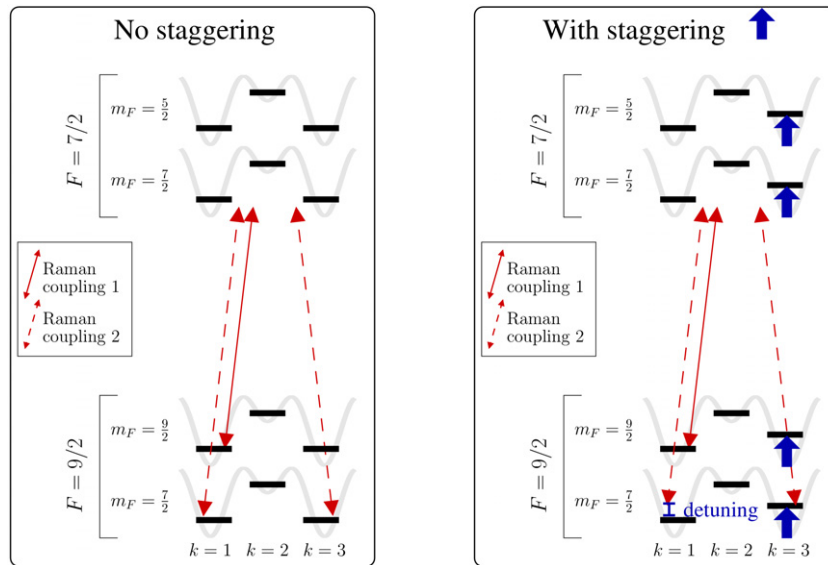 No staggering
F = 7/2
m_F = 5/2
m_F = 7/2
Raman
coupling 1
Raman
coupling 2
F = 9/2
m_F = 9/2
m_F = 7/2
k = 1 k = 2 k = 3
With staggering
F = 7/2
m_F = 5/2
m_F = 7/2
Raman
coupling 1
Raman
coupling 2
F = 9/2
m_F = 9/2
m_F = 7/2
detuning
k = 1 k = 2 k = 3